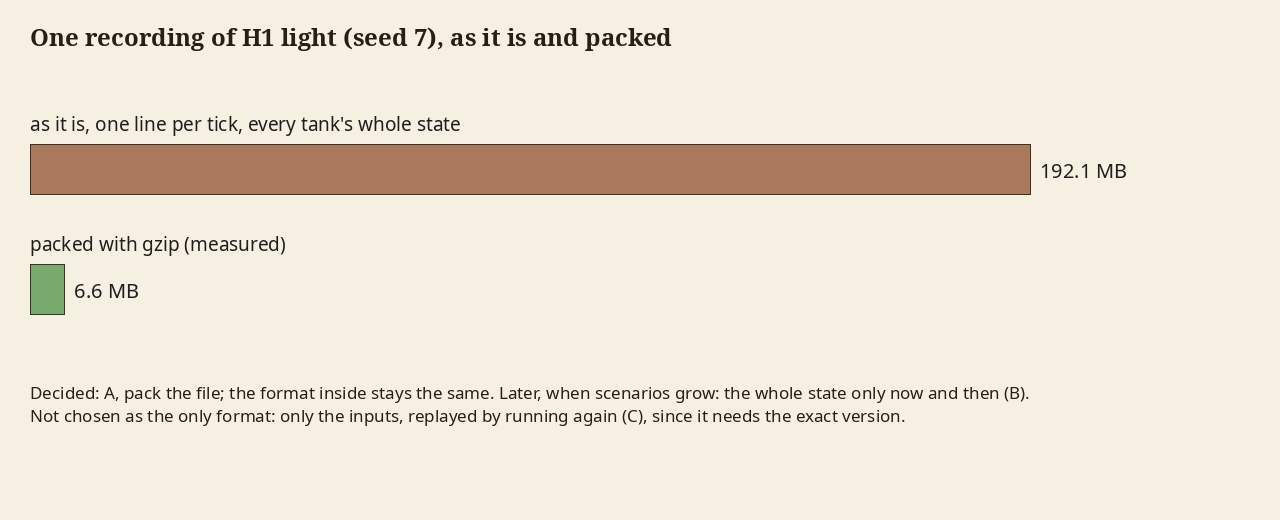 One recording of H1 light (seed 7), as it is and packed
as it is, one line per tick, every tank's whole state
192.1 MB
packed with gzip (measured)
6.6 MB
Decided: A, pack the file; the format inside stays the same. Later, when scenarios grow: the whole state only now and then (B).
Not chosen as the only format: only the inputs, replayed by running again (C), since it needs the exact version.